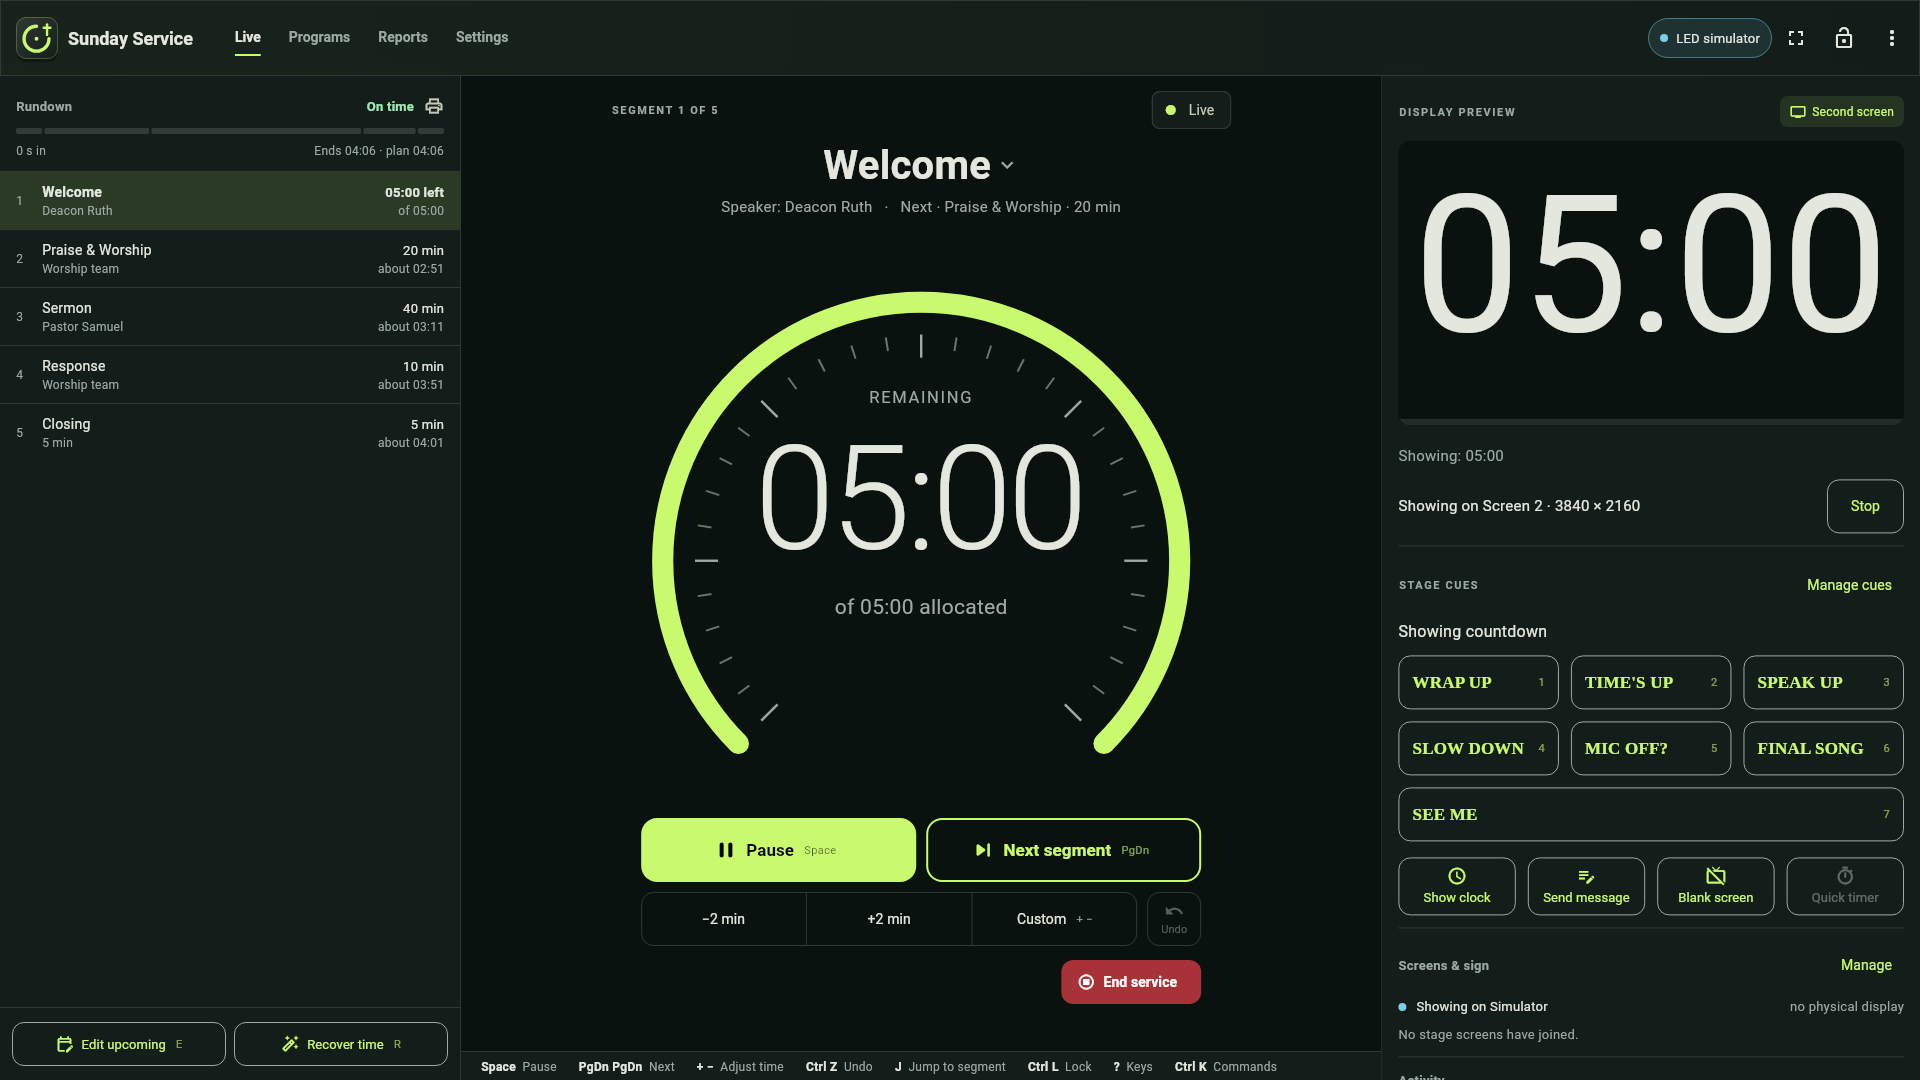 Sunday Service
Live
Programs
Reports
Settings
LED simulator
Rundown
On time
0 s in
Ends 04:06 · plan 04:06
1
Welcome
05:00 left
Deacon Ruth
of 05:00
2
Praise & Worship
20 min
Worship team
about 02:51
3
Sermon
40 min
Pastor Samuel
about 03:11
4
Response
10 min
Worship team
about 03:51
5
Closing
5 min
5 min
about 04:01
Edit upcoming E
Recover time R
SEGMENT 1 OF 5
Live
Welcome
Speaker: Deacon Ruth · Next · Praise & Worship · 20 min
REMAINING
05:00
of 05:00 allocated
Pause Space
Next segment PgDn
−2 min
+2 min
Custom + −
Undo
End service
Space Pause PgDn PgDn Next + − Adjust time Ctrl Z Undo J Jump to segment Ctrl L Lock ? Keys Ctrl K Commands
DISPLAY PREVIEW
Second screen
05:00
Showing: 05:00
Showing on Screen 2 · 3840 × 2160
Stop
STAGE CUES
Manage cues
Showing countdown
WRAP UP 1
TIME'S UP 2
SPEAK UP 3
SLOW DOWN 4
MIC OFF? 5
FINAL SONG 6
SEE ME 7
Show clock
Send message
Blank screen
Quick timer
Screens & sign
Manage
Showing on Simulator
no physical display
No stage screens have joined.
Activity